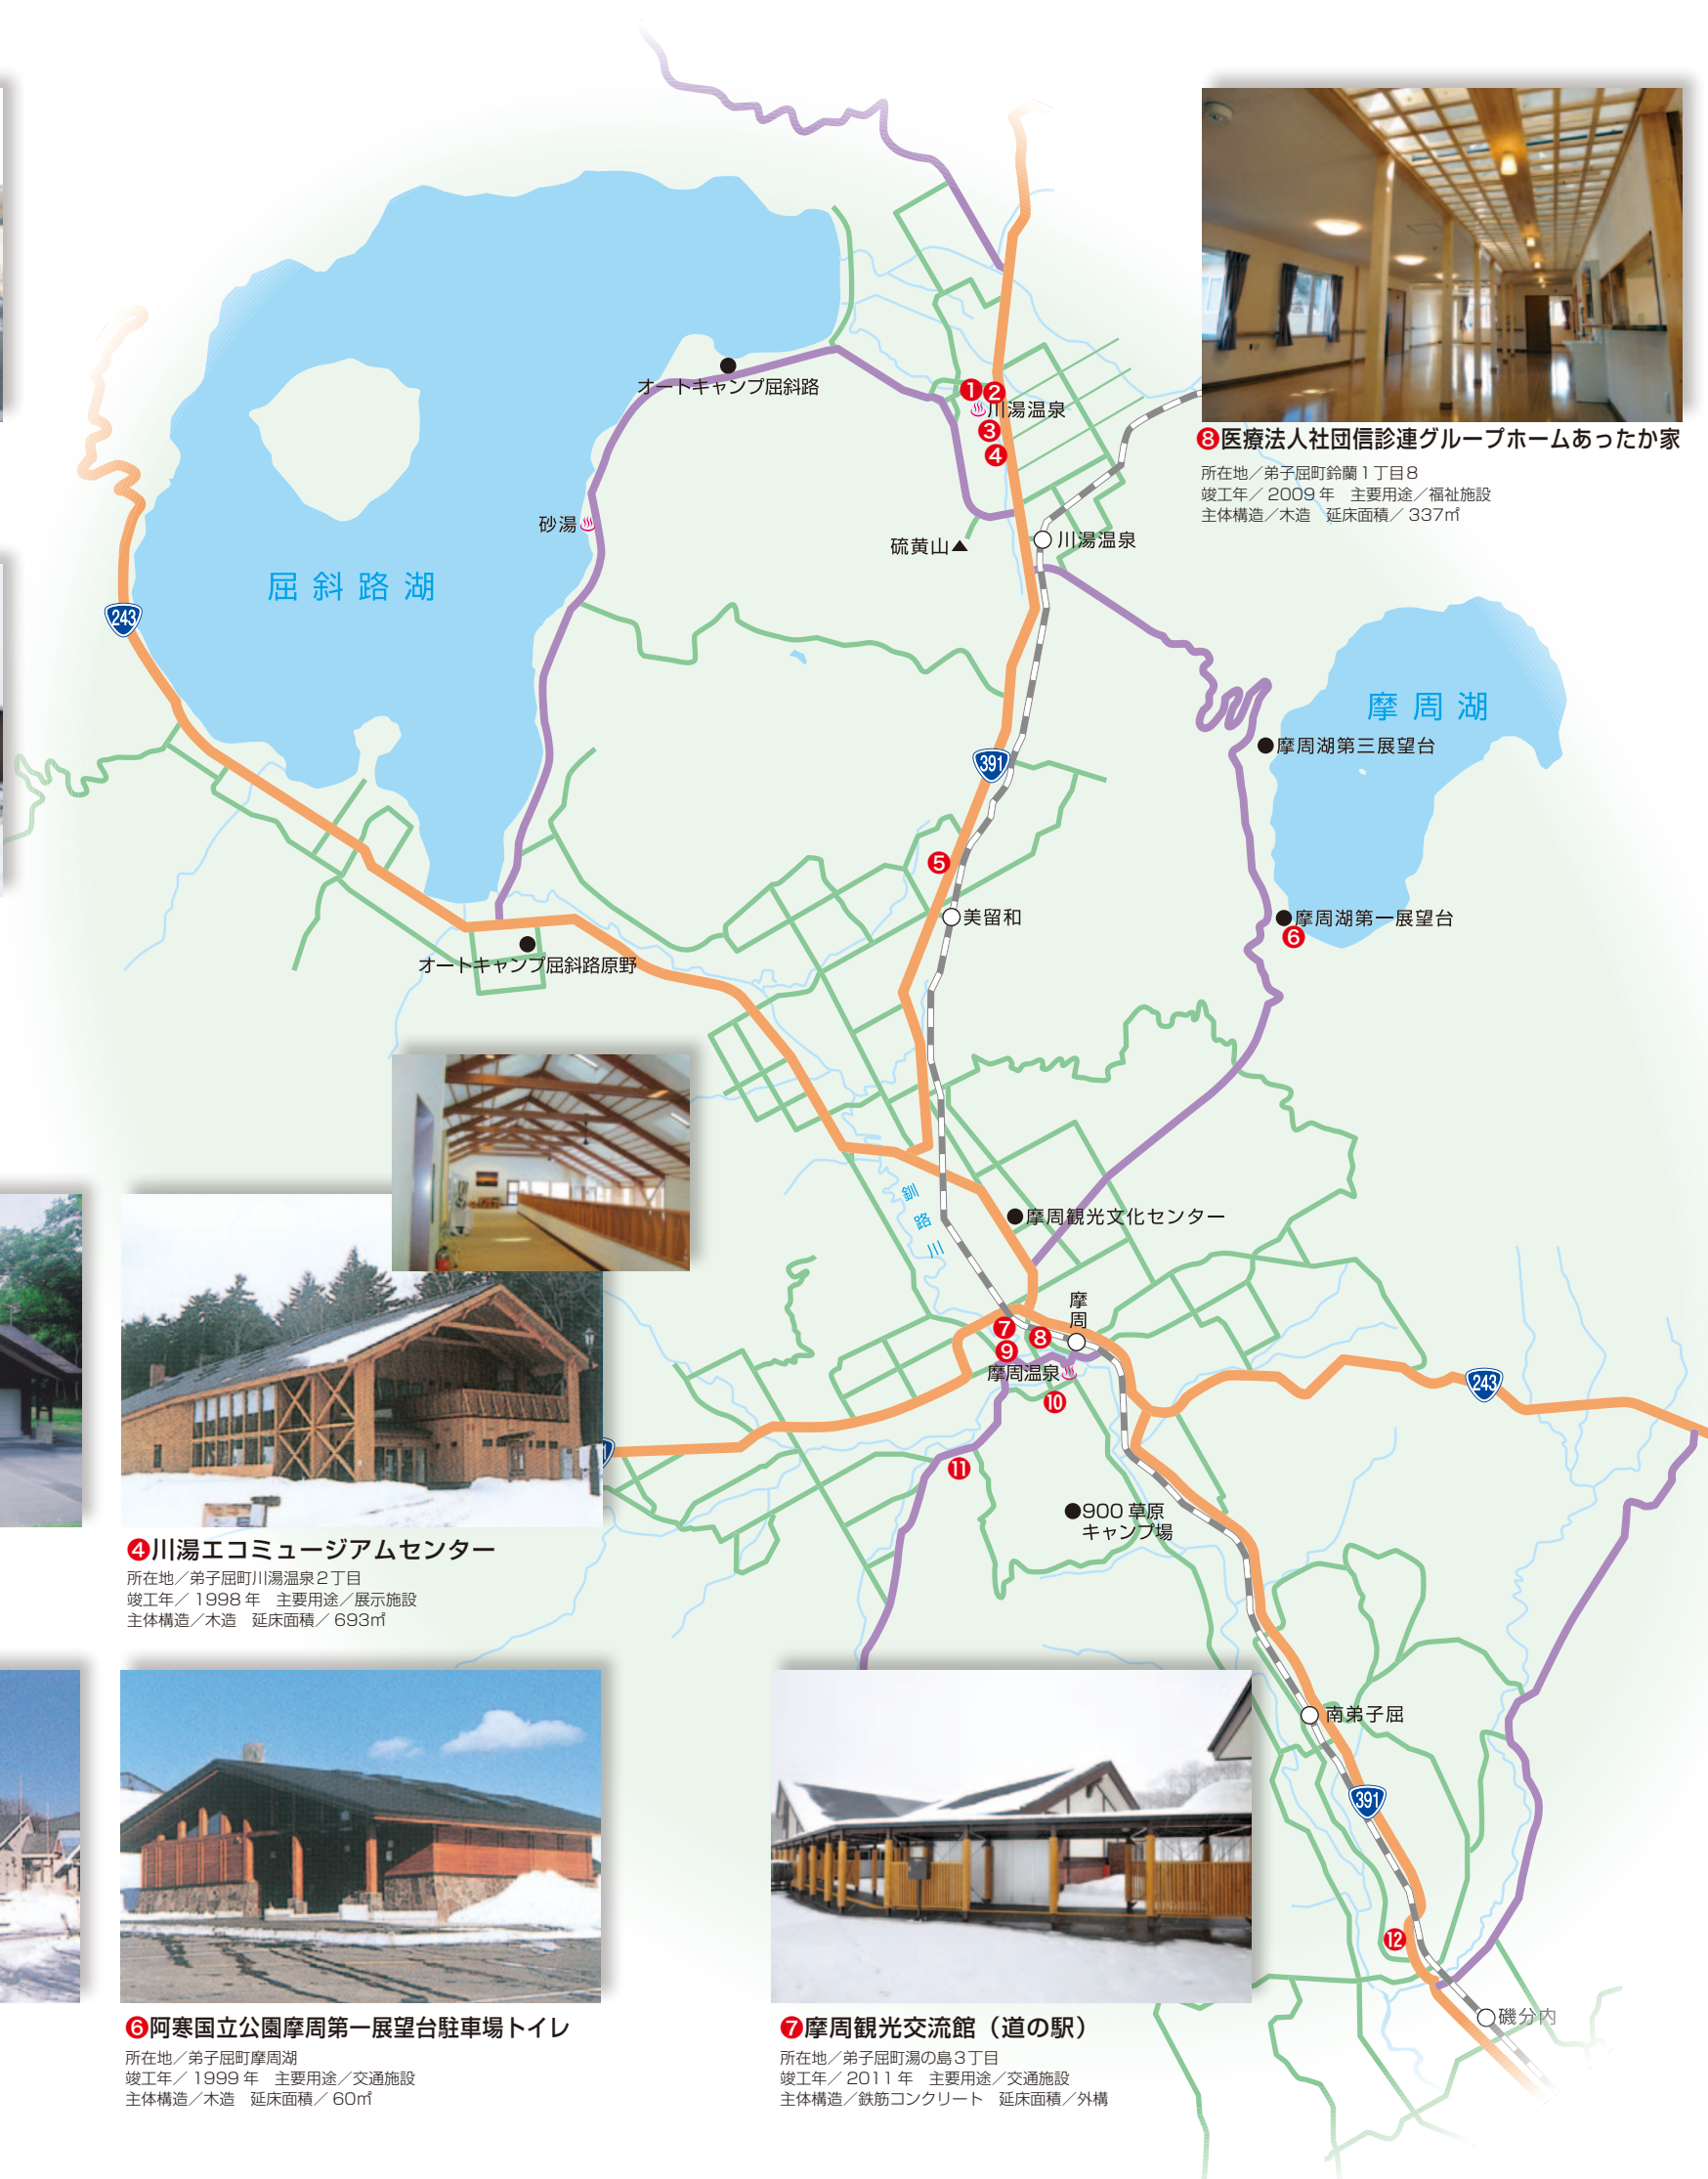 オートキャンプ屈斜路
❶❷
川湯温泉
❸
❹
❽医療法人社団信診連グループホームあったか家
所在地／弟子屈町鈴蘭１丁目８
竣工年／2009年　主要用途／福祉施設
主体構造／木造　延床面積／337㎡
砂湯
硫黄山▲
川湯温泉
屈斜路湖
243
摩周湖
摩周湖第三展望台
391
❺
美留和
摩周湖第一展望台
❻
オートキャンプ屈斜路原野
釧路川
摩周観光文化センター
摩周
❼
❽
❾
摩周温泉
❿
243
⓫
900草原
キャンプ場
❹川湯エコミュージアムセンター
所在地／弟子屈町川湯温泉２丁目
竣工年／1998年　主要用途／展示施設
主体構造／木造　延床面積／693㎡
南弟子屈
391
⓬
磯分内
❻阿寒国立公園摩周第一展望台駐車場トイレ
所在地／弟子屈町摩周湖
竣工年／1999年　主要用途／交通施設
主体構造／木造　延床面積／60㎡
❼摩周観光交流館（道の駅）
所在地／弟子屈町湯の島３丁目
竣工年／2011年　主要用途／交通施設
主体構造／鉄筋コンクリート　延床面積／外構